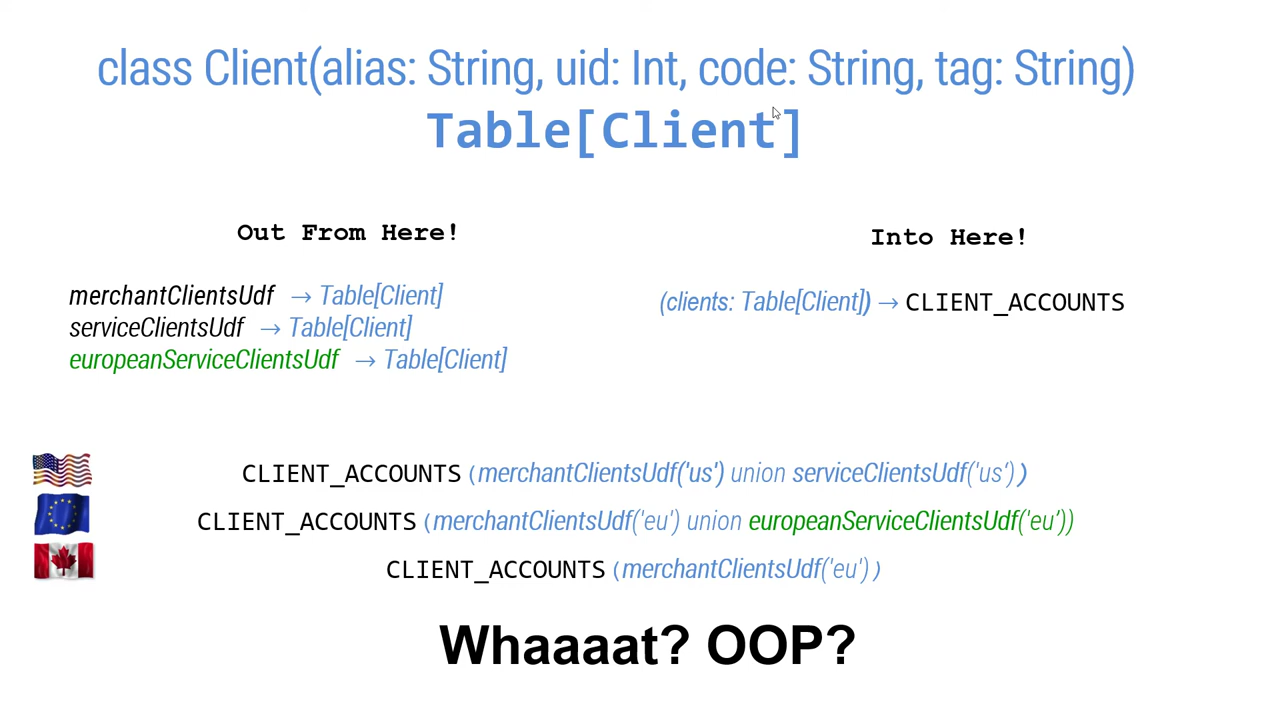 class Client(alias: String, uid: Int, code: String, tag: String)
Table[Client]
Out From Here!
merchantClientsUdf → Table[Client]
serviceClientsUdf → Table[Client]
europeanServiceClientsUdf → Table[Client]
Into Here!
(clients: Table[Client]) → CLIENT_ACCOUNTS
CLIENT_ACCOUNTS (merchantClientsUdf('us') union serviceClientsUdf('us‘))
CLIENT_ACCOUNTS (merchantClientsUdf('eu') union europeanServiceClientsUdf('eu’))
CLIENT_ACCOUNTS (merchantClientsUdf('eu'))
Whaaaat? OOP?